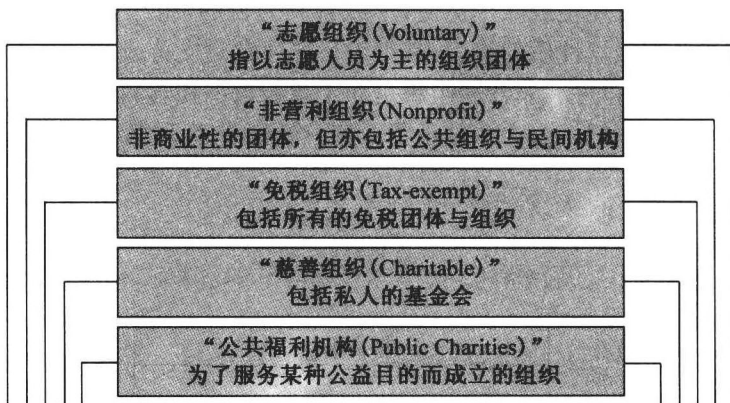 “志愿组织(Voluntary)”
指以志愿人员为主的组织团体
“非营利组织(Nonprofit)”
非商业性的团体，但亦包括公共组织与民间机构
“免税组织(Tax-exempt)”
包括所有的免税团体与组织
“慈善组织(Charitable)”
包括私人的基金会
“公共福利机构(Public Charities)”
为了服务某种公益目的而成立的组织